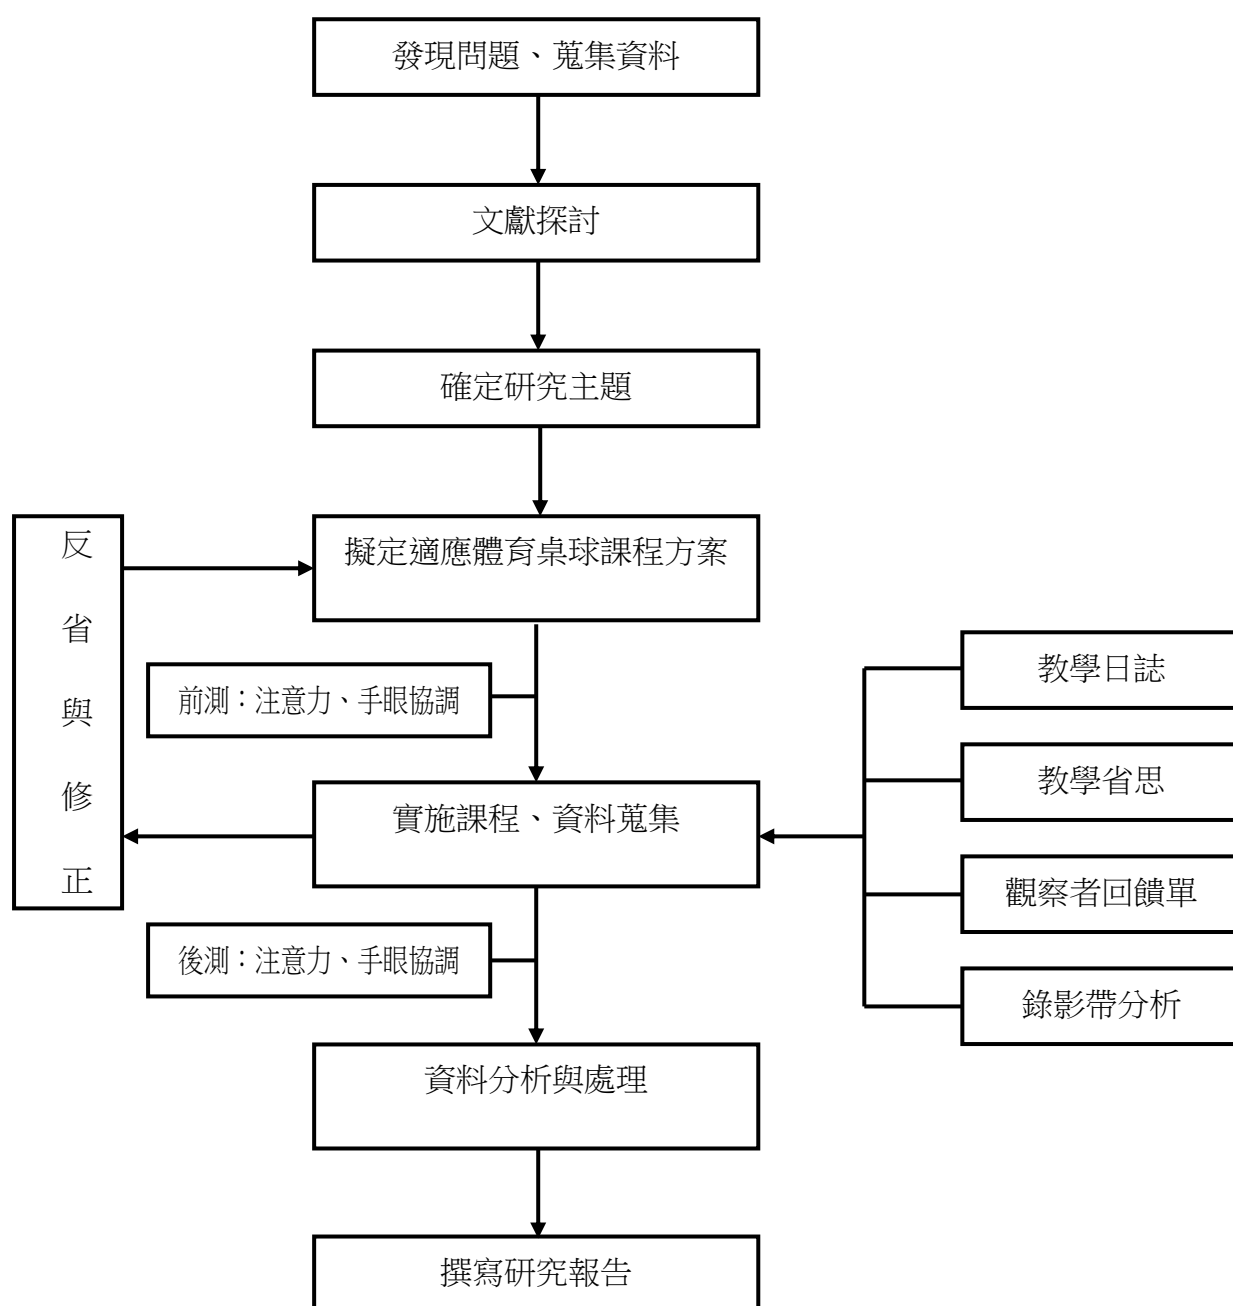 發現問題、蒐集資料
文獻探討
確定研究主題
擬定適應體育桌球課程方案
反省與修正
前測：注意力、手眼協調
實施課程、資料蒐集
教學日誌
教學省思
觀察者回饋單
錄影帶分析
後測：注意力、手眼協調
資料分析與處理
撰寫研究報告